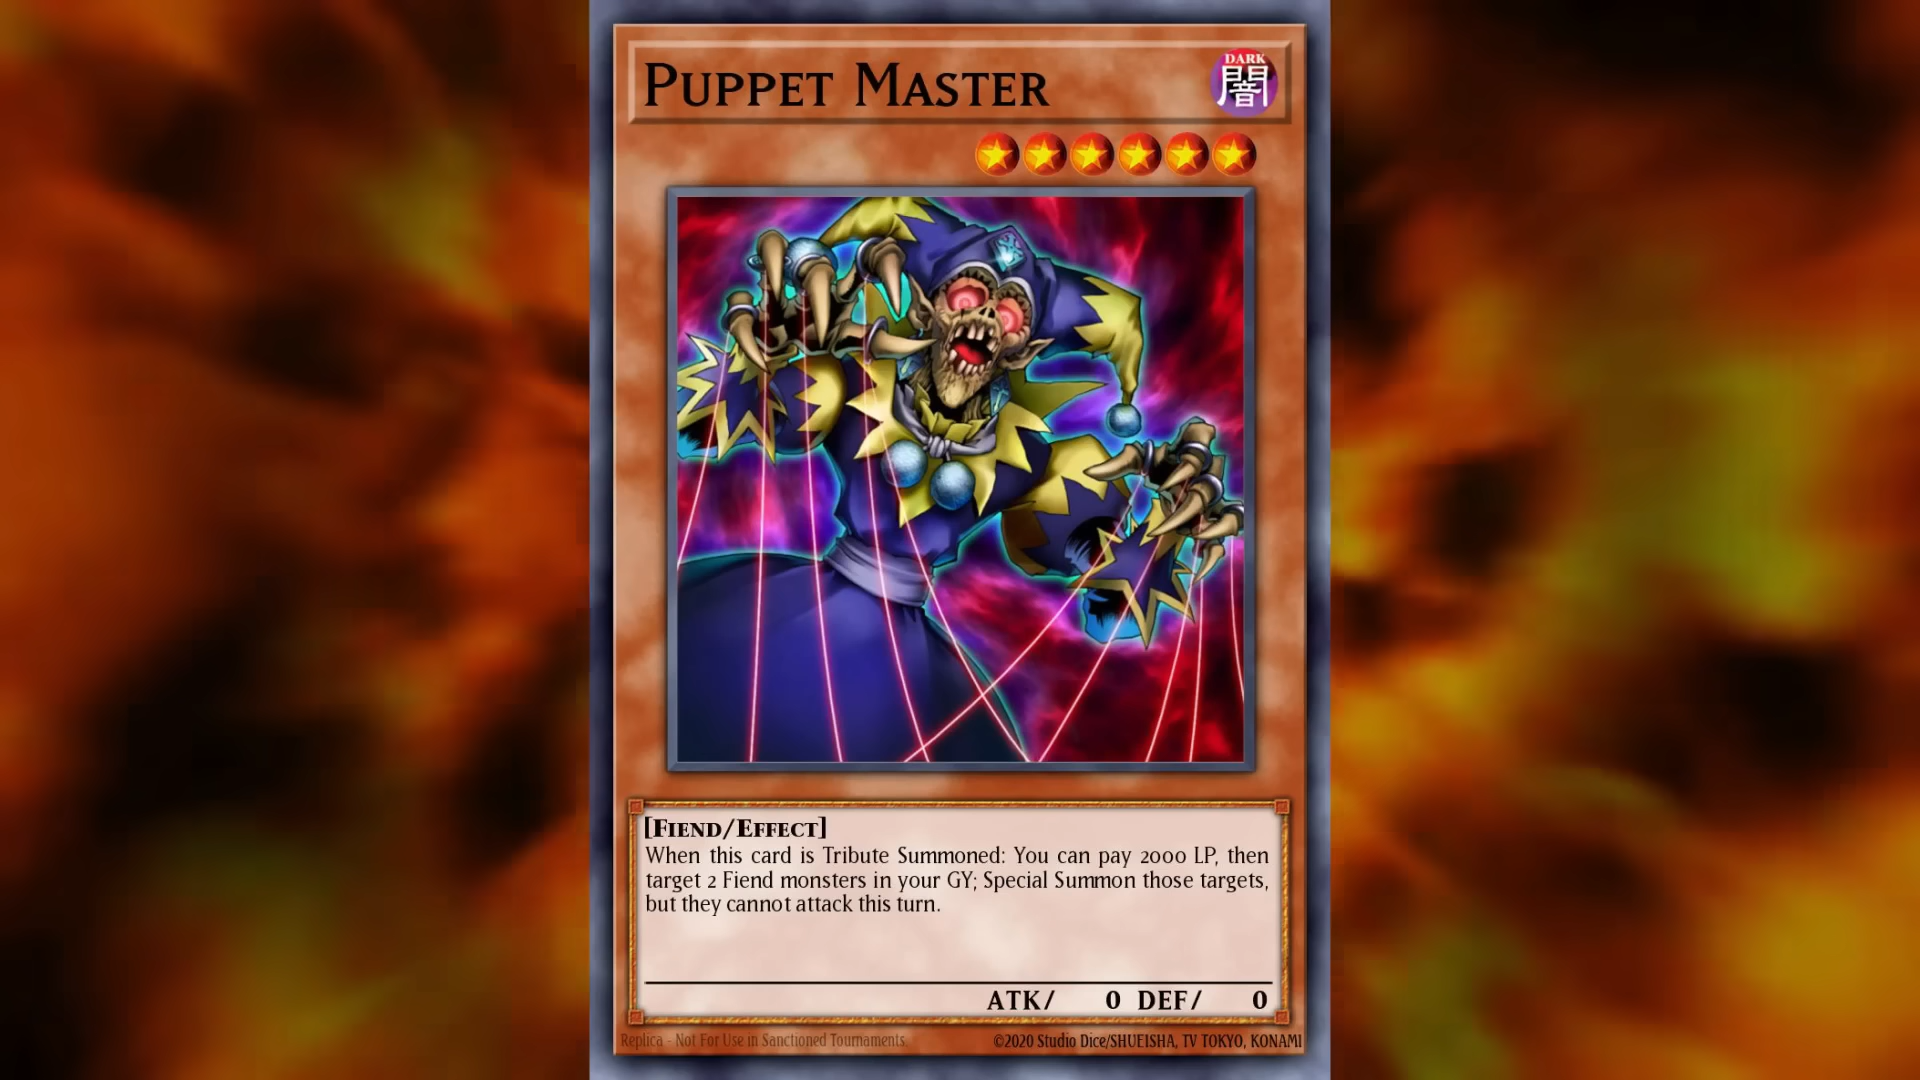 Puppet Master
DARK
闇
[Fiend/Effect]
When this card is Tribute Summoned: You can pay 2000 LP, then
target 2 Fiend monsters in your GY; Special Summon those targets,
but they cannot attack this turn.
ATK/ 0 DEF/ 0
Replica - Not For Use in Sanctioned Tournaments
©2020 Studio Dice/SHUEISHA, TV TOKYO, KONAMI